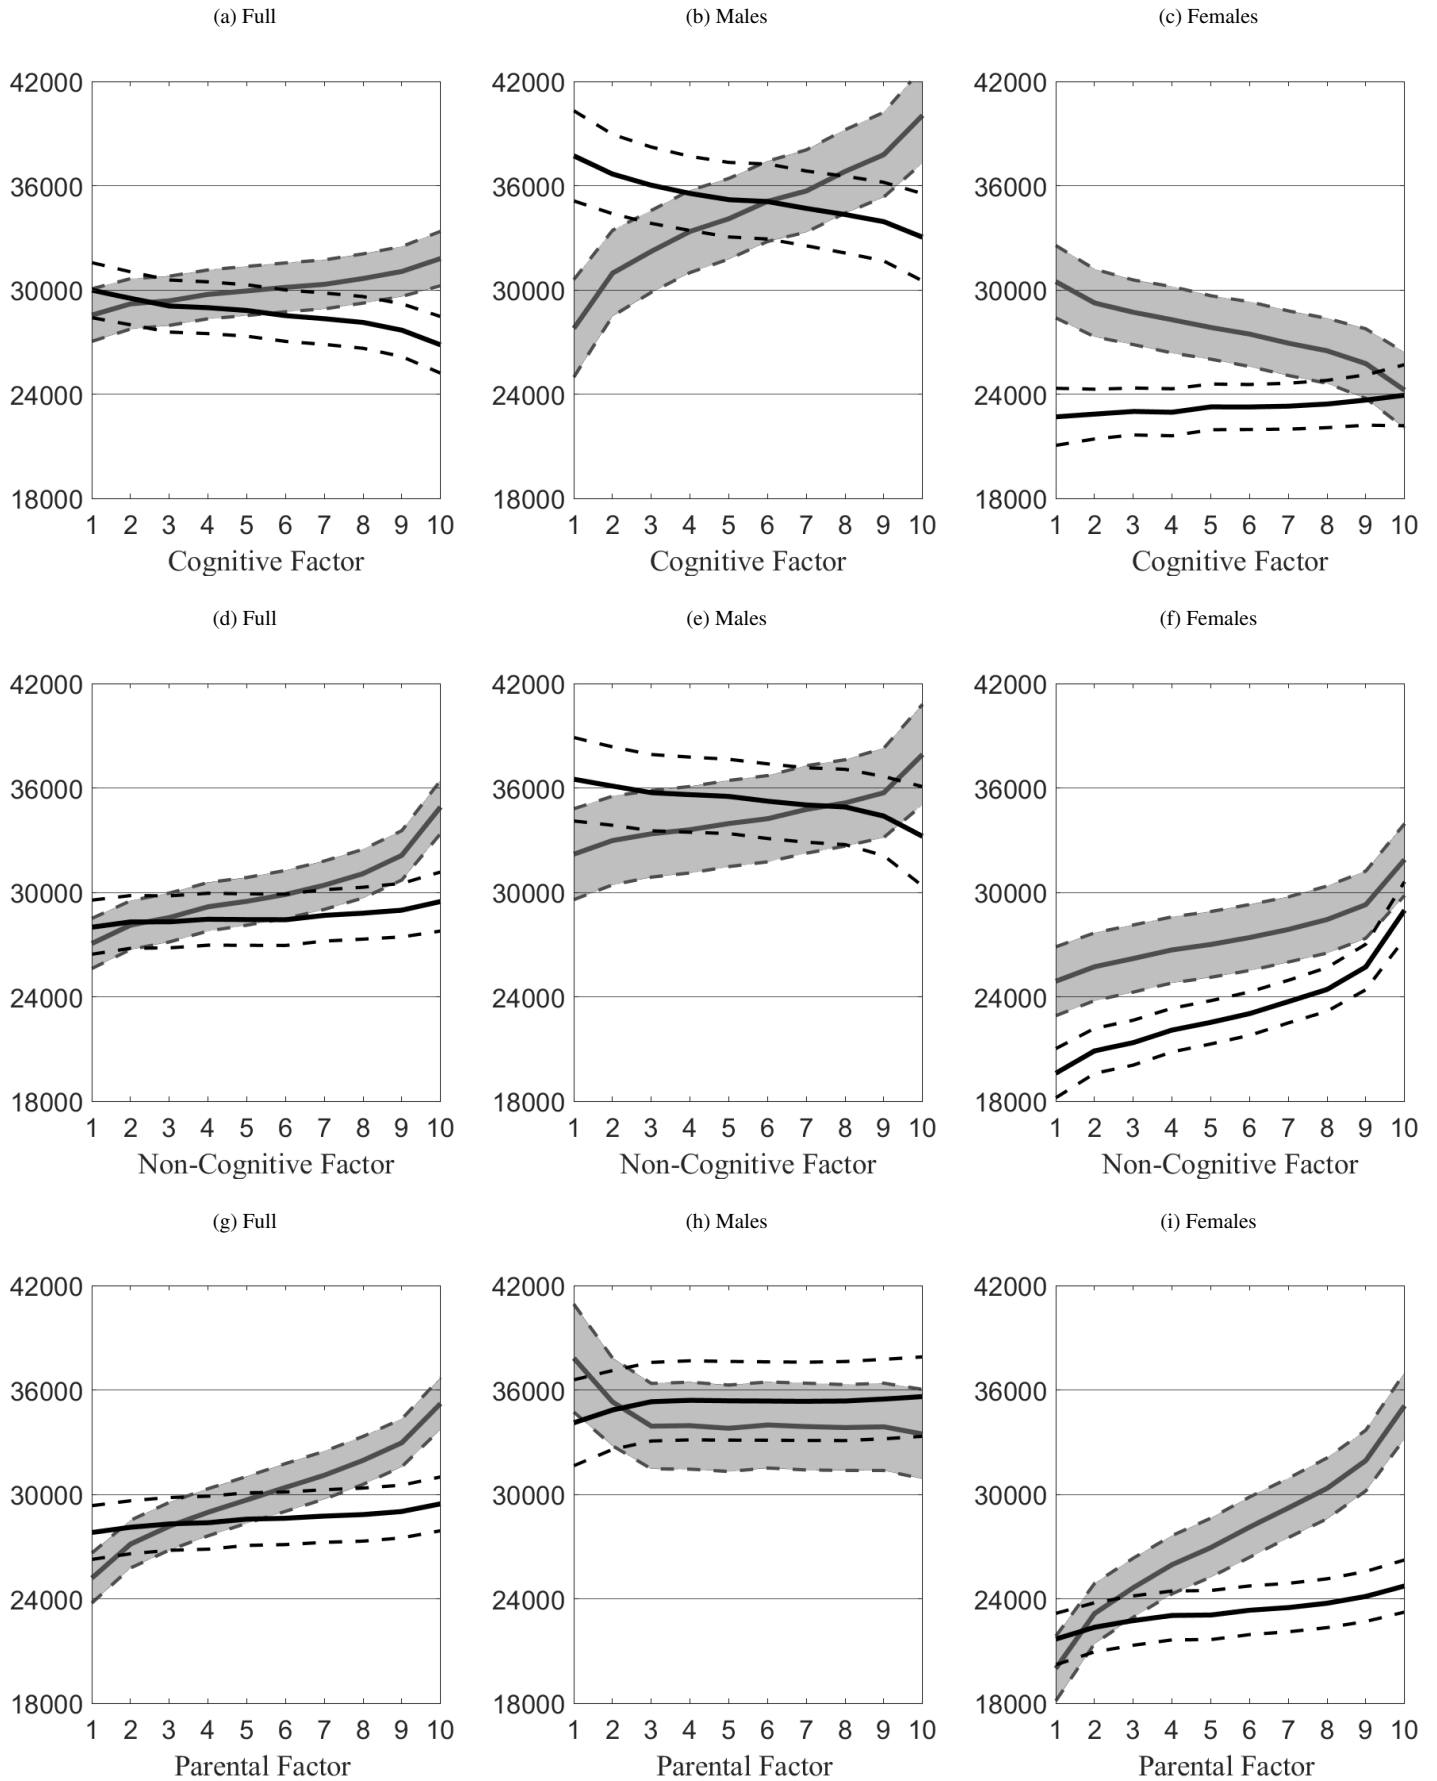 (a) Full
(b) Males
(c) Females
42000
36000
30000
24000
18000
1 2 3 4 5 6 7 8 9 10
Cognitive Factor
42000
36000
30000
24000
18000
1 2 3 4 5 6 7 8 9 10
Cognitive Factor
42000
36000
30000
24000
18000
1 2 3 4 5 6 7 8 9 10
Cognitive Factor
(d) Full
(e) Males
(f) Females
42000
36000
30000
24000
18000
1 2 3 4 5 6 7 8 9 10
Non-Cognitive Factor
42000
36000
30000
24000
18000
1 2 3 4 5 6 7 8 9 10
Non-Cognitive Factor
42000
36000
30000
24000
18000
1 2 3 4 5 6 7 8 9 10
Non-Cognitive Factor
(g) Full
(h) Males
(i) Females
42000
36000
30000
24000
18000
1 2 3 4 5 6 7 8 9 10
Parental Factor
42000
36000
30000
24000
18000
1 2 3 4 5 6 7 8 9 10
Parental Factor
42000
36000
30000
24000
18000
1 2 3 4 5 6 7 8 9 10
Parental Factor